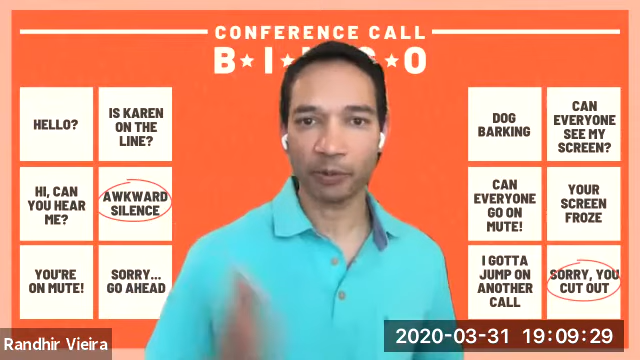 CONFERENCE CALL
B★I★
★O
HELLO?
IS KAREN
ON THE
LINE?
DOG
BARKING
CAN
EVERYONE
SEE MY
SCREEN?
HI, CAN
YOU HEAR
ME?
AWKWARD
SILENCE
CAN
EVERYONE
GO ON
MUTE!
YOUR
SCREEN
FROZE
YOU'RE
ON MUTE!
SORRY...
GO AHEAD
I GOTTA
JUMP ON
ANOTHER
CALL
SORRY, YOU
CUT OUT
Randhir Vieira
2020-03-31 19:09:29